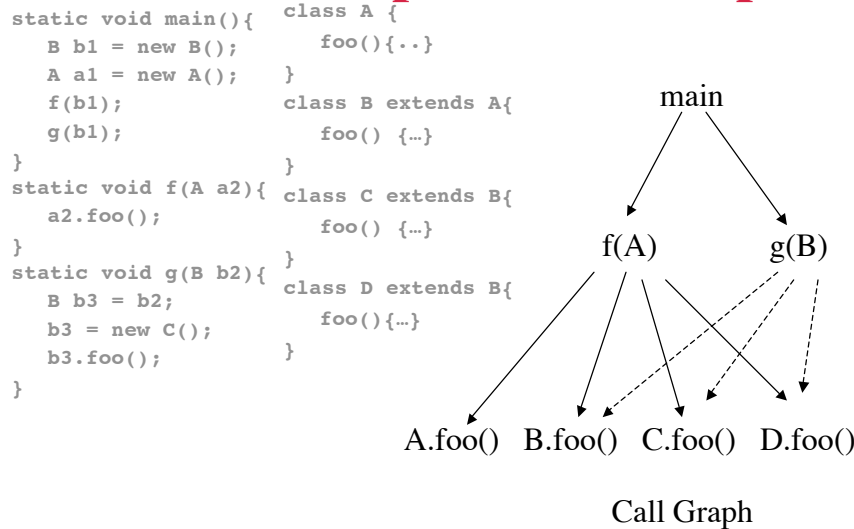 static void main(){
B b1 = new B();
A a1 = new A();
f(b1);
g(b1);
}
static void f(A a2){
a2.foo();
}
static void g(B b2){
B b3 = b2;
b3 = new C();
b3.foo();
}
class A {
foo(){..}
}
class B extends A{
foo() {…}
}
class C extends B{
foo() {…}
}
class D extends B{
foo(){…}
}
main
f(A) g(B)
A.foo() B.foo() C.foo() D.foo()
Call Graph